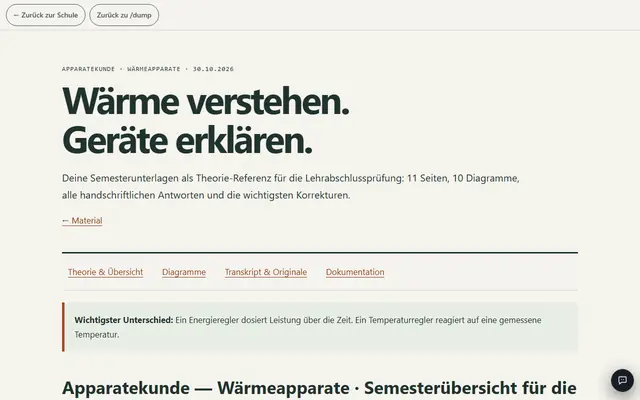 ← Zurück zur Schule
Zurück zu /dump
APPARATEKUNDE · WÄRMEAPPARATE · 30.10.2026
Wärme verstehen.
Geräte erklären.
Deine Semesterunterlagen als Theorie-Referenz für die Lehrabschlussprüfung: 11 Seiten, 10 Diagramme,
alle handschriftlichen Antworten und die wichtigsten Korrekturen.
← Material
Theorie & Übersicht
Diagramme
Transkript & Originale
Dokumentation
Wichtigster Unterschied: Ein Energieregler dosiert Leistung über die Zeit. Ein Temperaturregler reagiert auf eine gemessene
Temperatur.
Apparatekunde — Wärmeapparate · Semesterübersicht für die